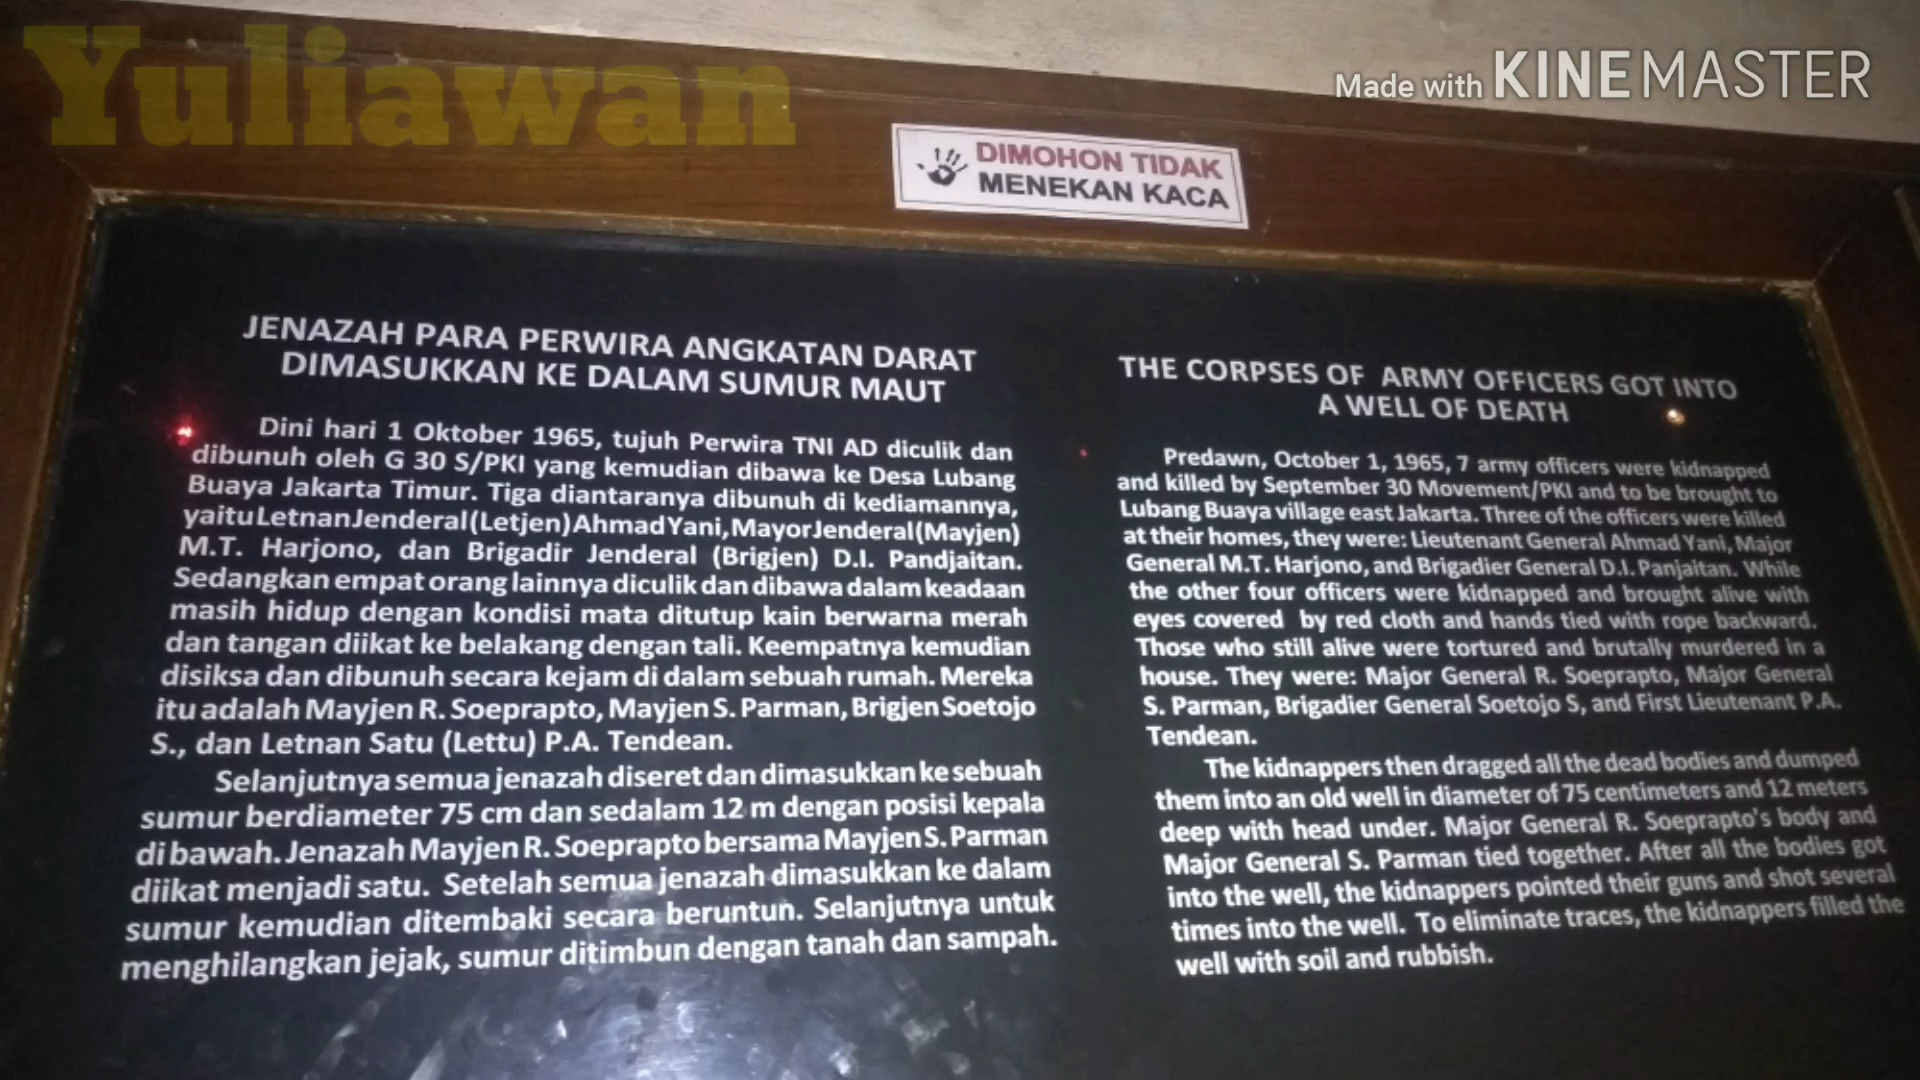 Yuliawan
Made with KINEMASTER
DIMOHON TIDAK
MENEKAN KACA
JENAZAH PARA PERWIRA ANGKATAN DARAT
DIMASUKKAN KE DALAM SUMUR MAUT
Dini hari 1 Oktober 1965, tujuh Perwira TNI AD diculik dan
dibunuh oleh G 30 S/PKI yang kemudian dibawa ke Desa Lubang
Buaya Jakarta Timur. Tiga diantaranya dibunuh di kediamannya,
yaitu Letnan Jenderal (Letjen) Ahmad Yani, Mayor Jenderal (Mayjen)
M.T. Harjono, dan Brigadir Jenderal (Brigjen) D.I. Pandjaitan.
Sedangkan empat orang lainnya diculik dan dibawa dalam keadaan
masih hidup dengan kondisi mata ditutup kain berwarna merah
dan tangan diikat ke belakang dengan tali. Keempatnya kemudian
disiksa dan dibunuh secara kejam di dalam sebuah rumah. Mereka
itu adalah Mayjen R. Soeprapto, Mayjen S. Parman, Brigjen Soetojo
S., dan Letnan Satu (Lettu) P.A. Tendean.
Selanjutnya semua jenazah diseret dan dimasukkan ke sebuah
sumur berdiameter 75 cm dan sedalam 12 m dengan posisi kepala
di bawah. Jenazah Mayjen R. Soeprapto bersama Mayjen S. Parman
diikat menjadi satu. Setelah semua jenazah dimasukkan ke dalam
sumur kemudian ditembaki secara beruntun. Selanjutnya untuk
menghilangkan jejak, sumur ditimbun dengan tanah dan sampah.
THE CORPSES OF ARMY OFFICERS GOT INTO
A WELL OF DEATH
Predawn, October 1, 1965, 7 army officers were kidnapped
and killed by September 30 Movement/PKI and to be brought to
Lubang Buaya village east Jakarta. Three of the officers were killed
at their homes, they were: Lieutenant General Ahmad Yani, Major
General M.T. Harjono, and Brigadier General D.I. Panjaitan. While
the other four officers were kidnapped and brought alive with
eyes covered by red cloth and hands tied with rope backward.
Those who still alive were tortured and brutally murdered in a
house. They were: Major General R. Soeprapto, Major General
S. Parman, Brigadier General Soetojo S, and First Lieutenant P.A.
Tendean.
The kidnappers then dragged all the dead bodies and dumped
them into an old well in diameter of 75 centimeters and 12 meters
deep with head under. Major General R. Soeprapto's body and
Major General S. Parman tied together. After all the bodies got
into the well, the kidnappers pointed their guns and shot several
times into the well. To eliminate traces, the kidnappers filled the
well with soil and rubbish.